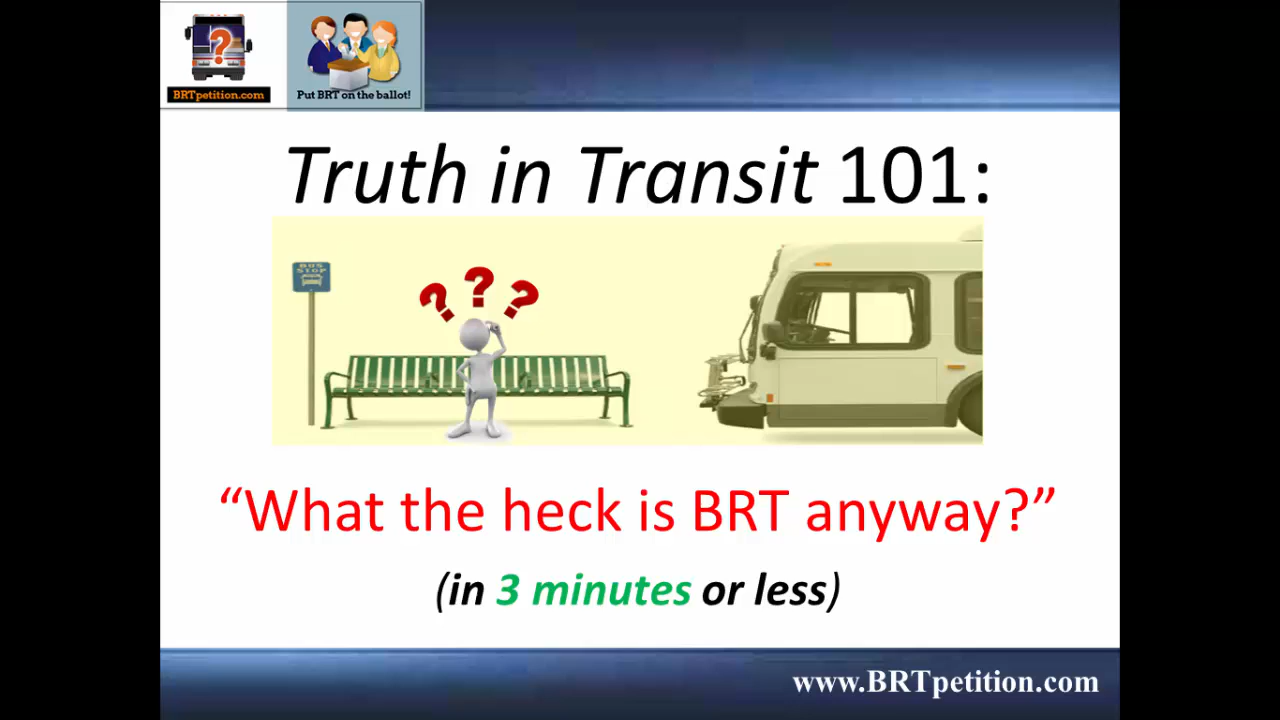 BRTpetition.com
Put BRT on the ballot!
Truth in Transit 101:
BUS
STOP
? ? ?
“What the heck is BRT anyway?”
(in 3 minutes or less)
www.BRTpetition.com